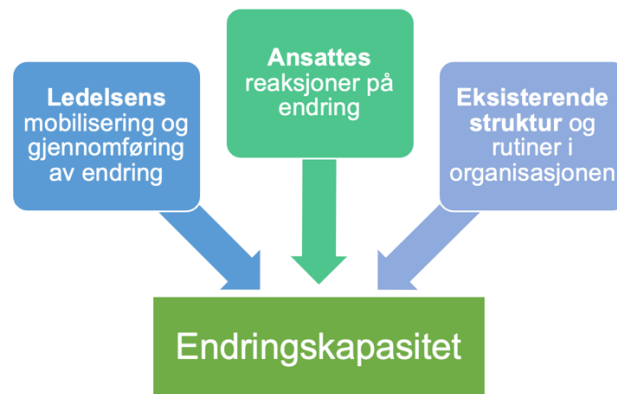 Ledelsens
mobilisering og
gjennomføring
av endring
Ansattes
reaksjoner på
endring
Eksisterende
struktur og
rutiner i
organisasjonen
Endringskapasitet